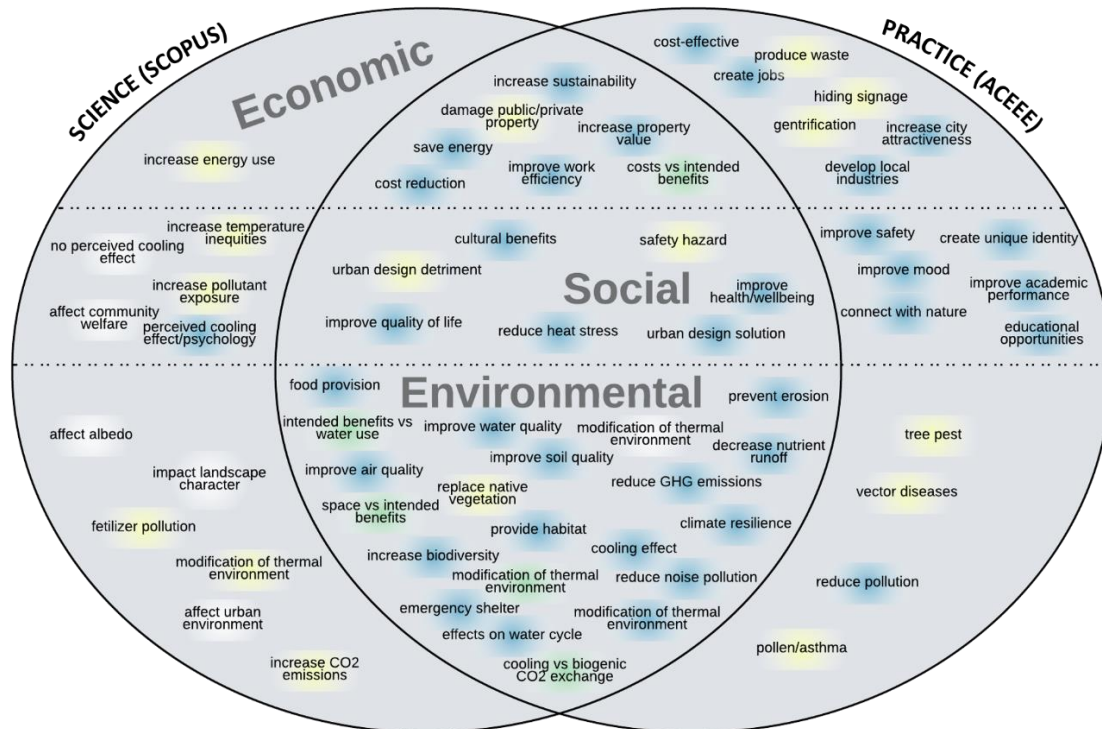 SCIENCE (SCOPUS)
PRACTICE (ACEEE)
Economic
increase energy use
increase sustainability
damage public/private
property
increase property
value
save energy
improve work
efficiency
costs vs intended
benefits
cost reduction
cost-effective
produce waste
create jobs
hiding signage
gentrification
increase city
attractiveness
develop local
industries
increase temperature
inequities
no perceived cooling
effect
increase pollutant
exposure
affect community
welfare
perceived cooling
effect/psychology
cultural benefits
safety hazard
urban design detriment
Social
improve
health/wellbeing
improve quality of life
reduce heat stress
urban design solution
improve safety
create unique identity
improve mood
improve academic
performance
connect with nature
educational
opportunities
affect albedo
impact landscape
character
fetilizer pollution
modification of thermal
environment
affect urban
environment
increase CO2
emissions
food provision
Environmental
prevent erosion
intended benefits vs
water use
improve water quality
modification of thermal
environment
decrease nutrient
runoff
improve air quality
improve soil quality
replace native
vegetation
reduce GHG emissions
space vs intended
benefits
provide habitat
climate resilience
increase biodiversity
cooling effect
modification of thermal
environment
reduce noise pollution
emergency shelter
modification of thermal
environment
effects on water cycle
cooling vs biogenic
CO2 exchange
tree pest
vector diseases
reduce pollution
pollen/asthma